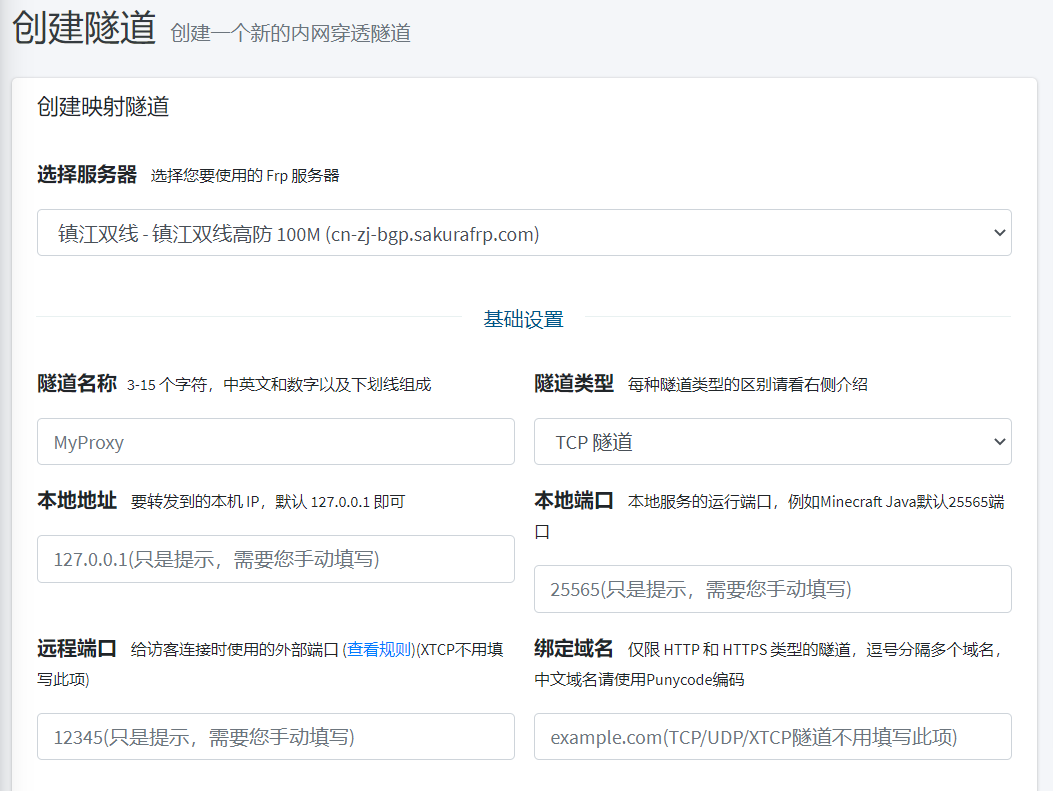 创建隧道 创建一个新的内网穿透隧道
创建映射隧道
选择服务器 选择您要使用的 Frp 服务器
镇江双线 - 镇江双线高防 100M (cn-zj-bgp.sakurafrp.com)
基础设置
隧道名称 3-15 个字符，中英文和数字以及下划线组成
MyProxy
隧道类型 每种隧道类型的区别请看右侧介绍
TCP 隧道
本地地址 要转发到的本机 IP，默认 127.0.0.1 即可
127.0.0.1(只是提示，需要您手动填写)
本地端口 本地服务的运行端口，例如Minecraft Java默认25565端
口
25565(只是提示，需要您手动填写)
远程端口 给访客连接时使用的外部端口 (查看规则)(XTCP不用填
写此项)
12345(只是提示，需要您手动填写)
绑定域名 仅限 HTTP 和 HTTPS 类型的隧道，逗号分隔多个域名，
中文域名请使用Punycode编码
example.com(TCP/UDP/XTCP隧道不用填写此项)